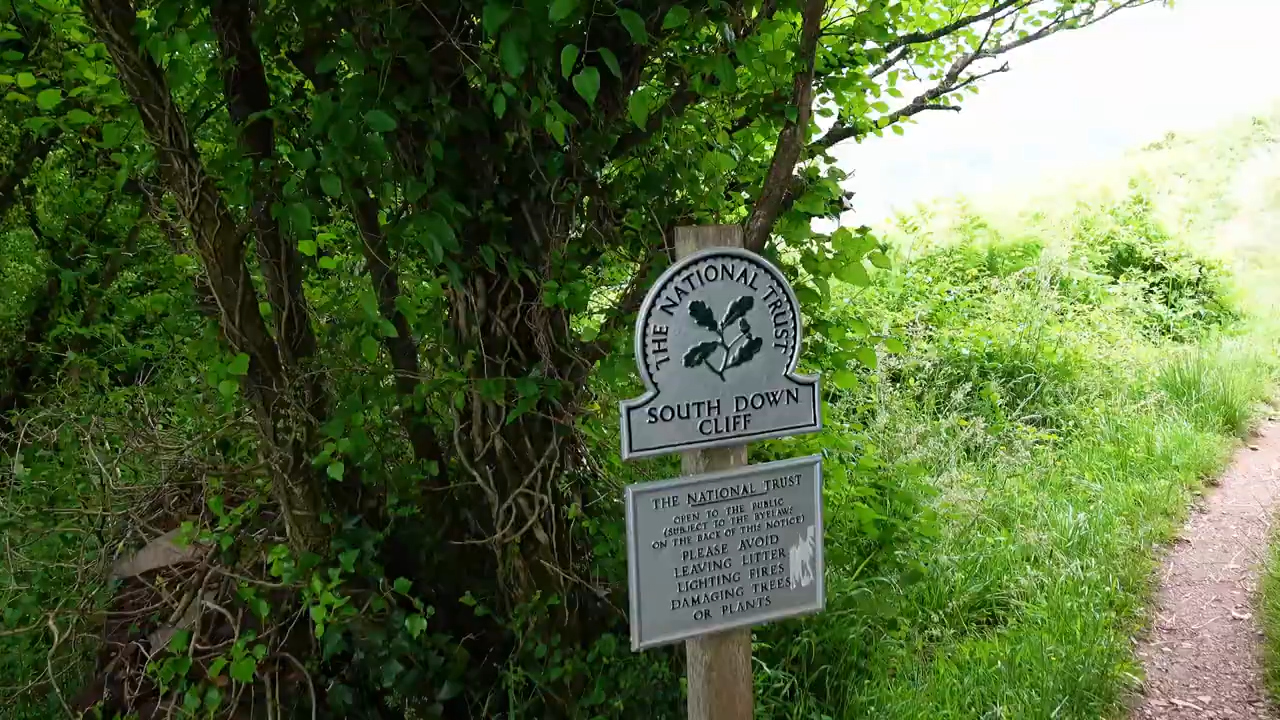 THE NATIONAL TRUST
SOUTH DOWN
CLIFF
THE NATIONAL TRUST
OPEN TO THE PUBLIC
(SUBJECT TO THE BYELAWS
ON THE BACK OF THIS NOTICE)
PLEASE AVOID
LEAVING LITTER
LIGHTING FIRES
DAMAGING TREES
OR PLANTS